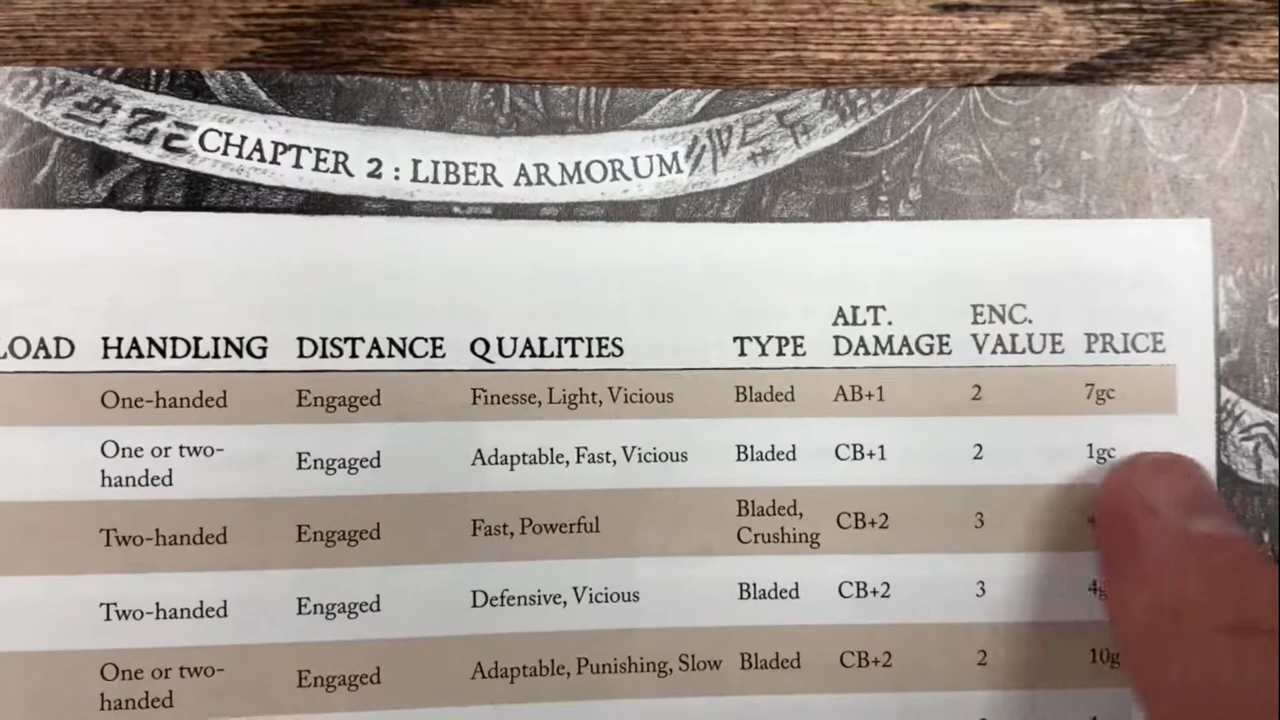 CHAPTER 2 : LIBER ARMORUM
LOAD HANDLING DISTANCE QUALITIES TYPE ALT. DAMAGE ENC. VALUE PRICE
One-handed Engaged Finesse, Light, Vicious Bladed AB+1 2 7gc
One or two-
handed Engaged Adaptable, Fast, Vicious Bladed CB+1 2 1gc
Two-handed Engaged Fast, Powerful Bladed,
Crushing CB+2 3
Two-handed Engaged Defensive, Vicious Bladed CB+2 3
One or two-
handed Engaged Adaptable, Punishing, Slow Bladed CB+2 2 10g